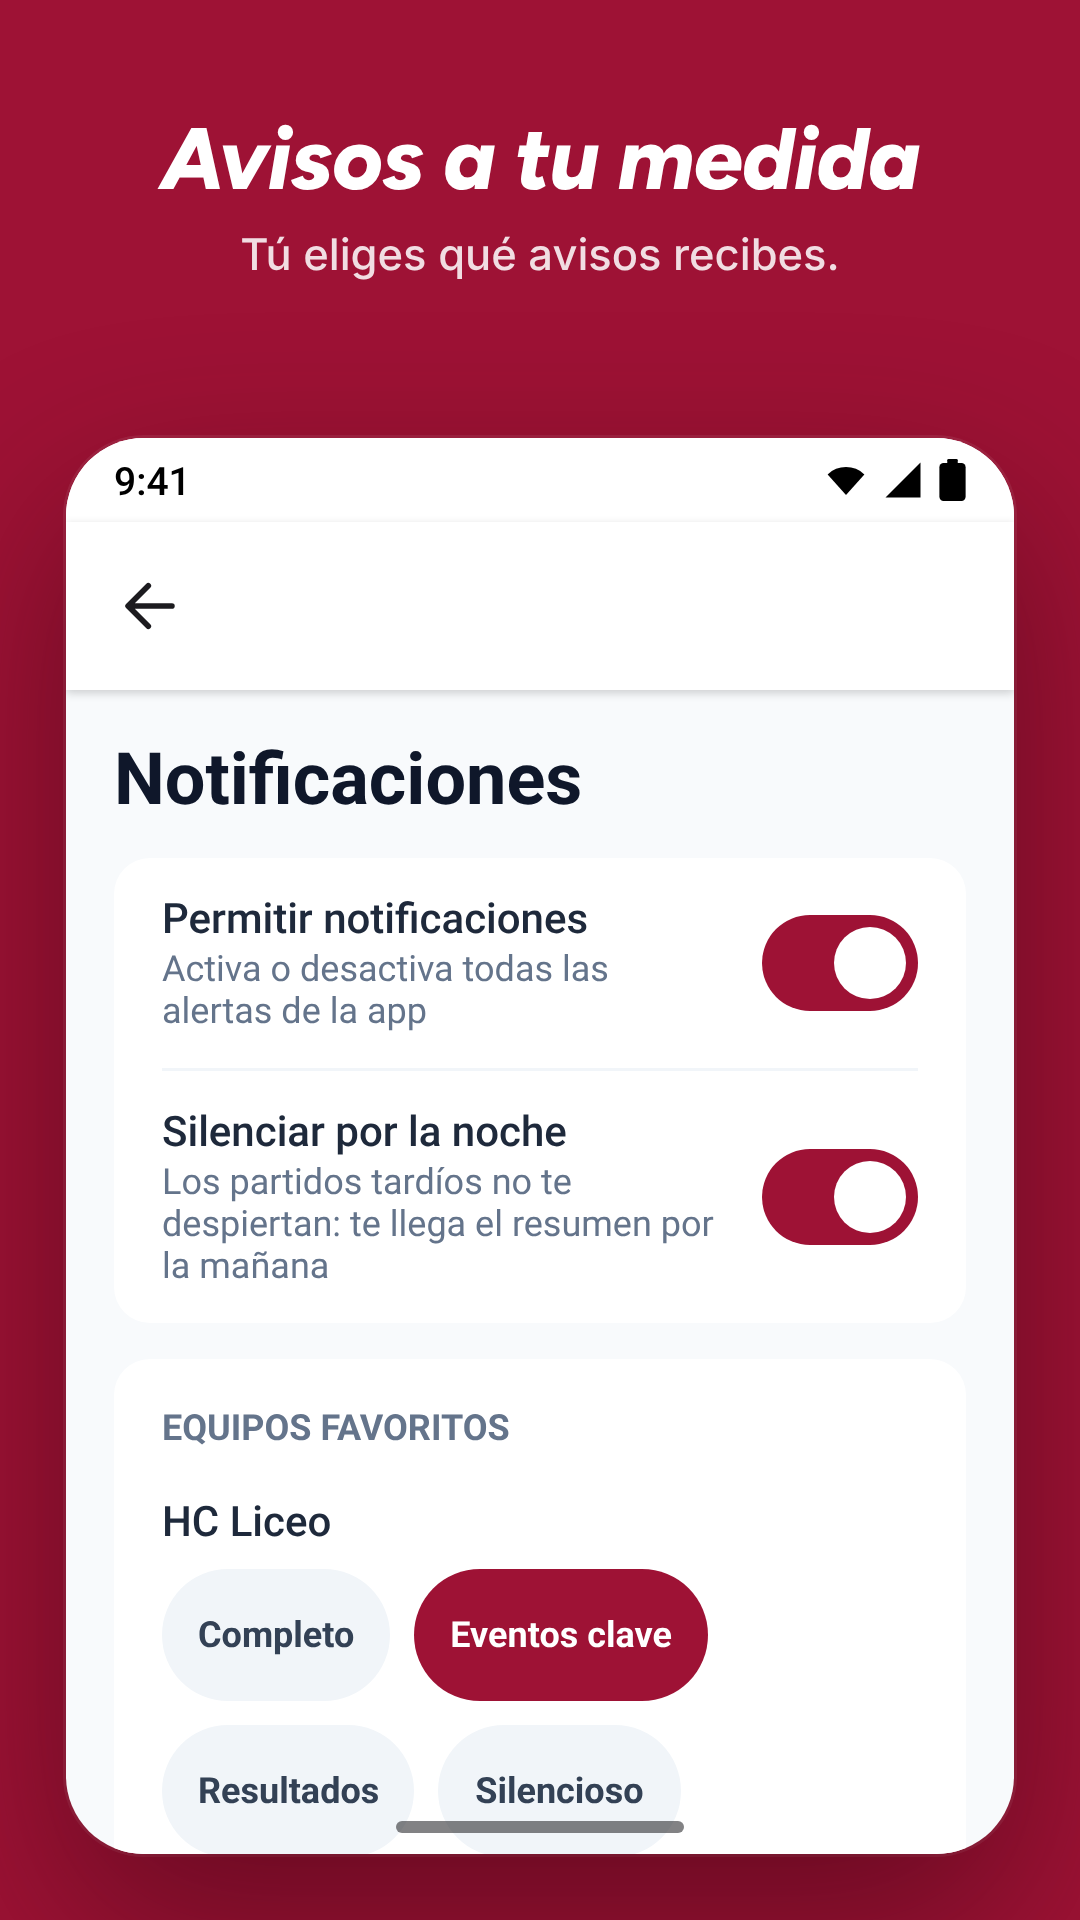 Avisos a tu medida
Tú eliges qué avisos recibes.
9:41
Notificaciones
Permitir notificaciones
Activa o desactiva todas las
alertas de la app
Silenciar por la noche
Los partidos tardíos no te
despiertan: te llega el resumen por
la mañana
EQUIPOS FAVORITOS
HC Liceo
Completo
Eventos clave
Resultados
Silencioso